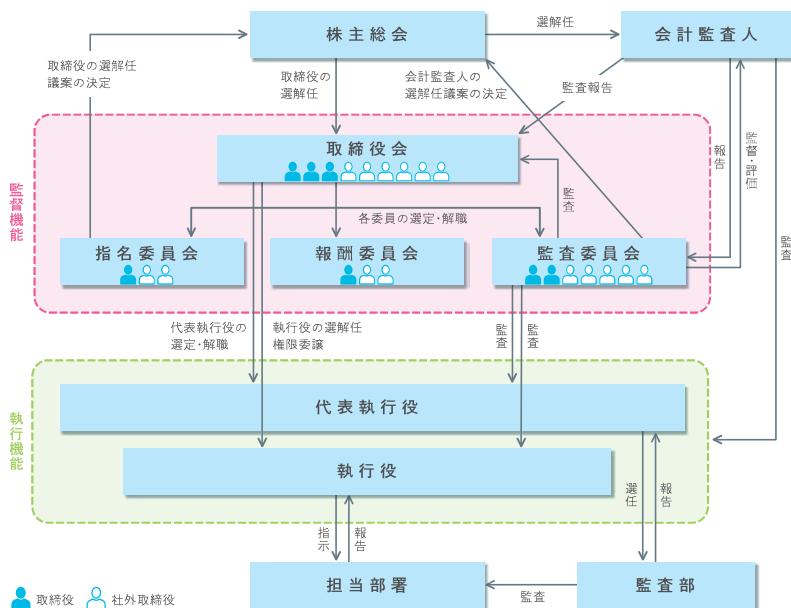 株主総会
選解任
会計監査人
取締役の選解任
議案の決定
取締役の
選解任
会計監査人の
選解任議案の決定
監査報告
報告
監督・評価
監査
監督機能
取締役会
監査
各委員の選定・解職
指名委員会
報酬委員会
監査委員会
代表執行役の
選定・解職
執行役の選解任
権限委譲
監査
監査
執行機能
代表執行役
執行役
選任
報告
指示
報告
担当部署
監査
監査部
取締役
社外取締役